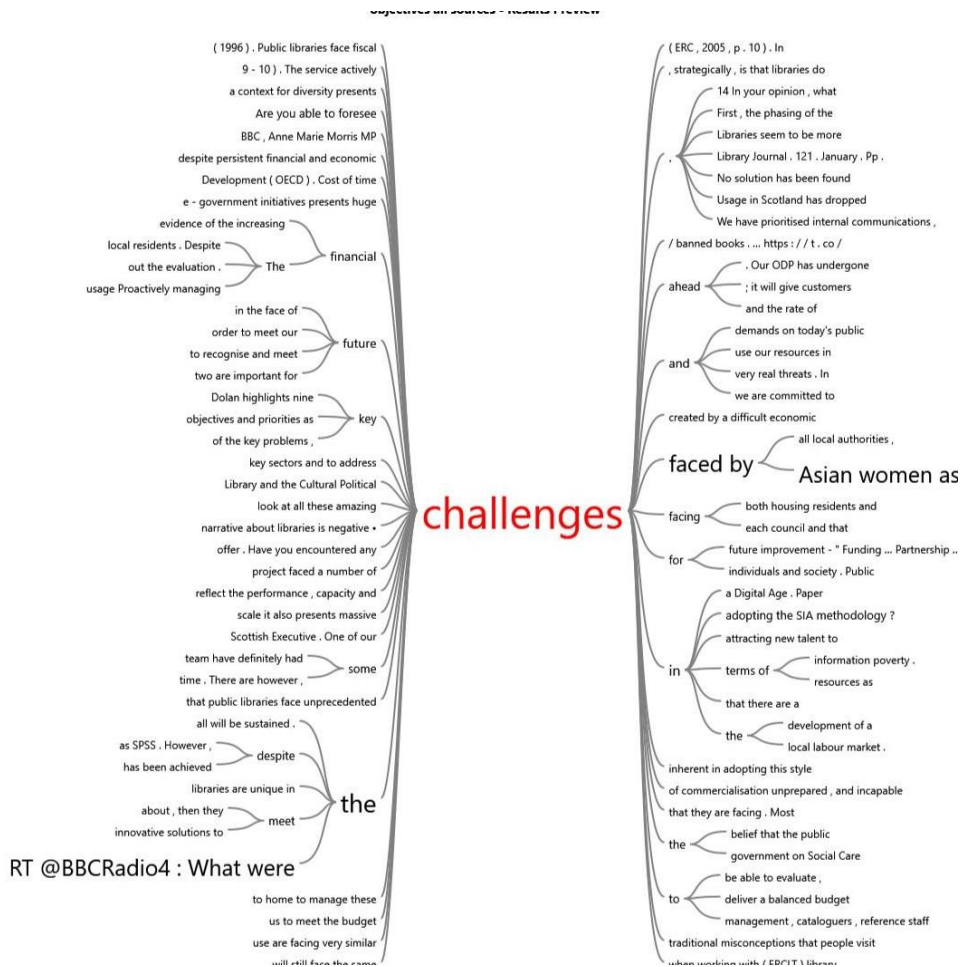 objectives all sources - Results Preview
( 1996 ) . Public libraries face fiscal
9 - 10 ) . The service actively
a context for diversity presents
Are you able to foresee
BBC , Anne Marie Morris MP
despite persistent financial and economic
Development ( OECD ) . Cost of time
e - government initiatives presents huge
evidence of the increasing
local residents . Despite
out the evaluation .
usage Proactively managing
The
financial
in the face of
order to meet our
to recognise and meet
two are important for
future
Dolan highlights nine
objectives and priorities as
of the key problems ,
key
key sectors and to address
Library and the Cultural Political
look at all these amazing
narrative about libraries is negative •
offer . Have you encountered any
project faced a number of
reflect the performance , capacity and
scale it also presents massive
Scottish Executive . One of our
team have definitely had
time . There are however ,
some
that public libraries face unprecedented
all will be sustained .
as SPSS . However ,
has been achieved
despite
libraries are unique in
about , then they
innovative solutions to
meet
the
RT @BBCRadio4 : What were
to home to manage these
us to meet the budget
use are facing very similar
will still face the same
challenges
( ERC , 2005 , p . 10 ) . In
, strategically , is that libraries do
.
14 In your opinion , what
First , the phasing of the
Libraries seem to be more
Library Journal . 121 . January . Pp .
No solution has been found
Usage in Scotland has dropped
We have prioritised internal communications ,
/ banned books . ... https : / / t . co /
ahead
. Our ODP has undergone
; it will give customers
and the rate of
and
demands on today's public
use our resources in
very real threats . In
we are committed to
created by a difficult economic
faced by
all local authorities ,
Asian women as
facing
both housing residents and
each council and that
for
future improvement - " Funding ... Partnership ...
individuals and society . Public
in
a Digital Age . Paper
adopting the SIA methodology ?
attracting new talent to
terms of
information poverty .
resources as
that there are a
the
development of a
local labour market .
inherent in adopting this style
of commercialisation unprepared , and incapable
that they are facing . Most
the
belief that the public
government on Social Care
to
be able to evaluate ,
deliver a balanced budget
management , cataloguers , reference staff
traditional misconceptions that people visit
when working with ( EPCLT ) library